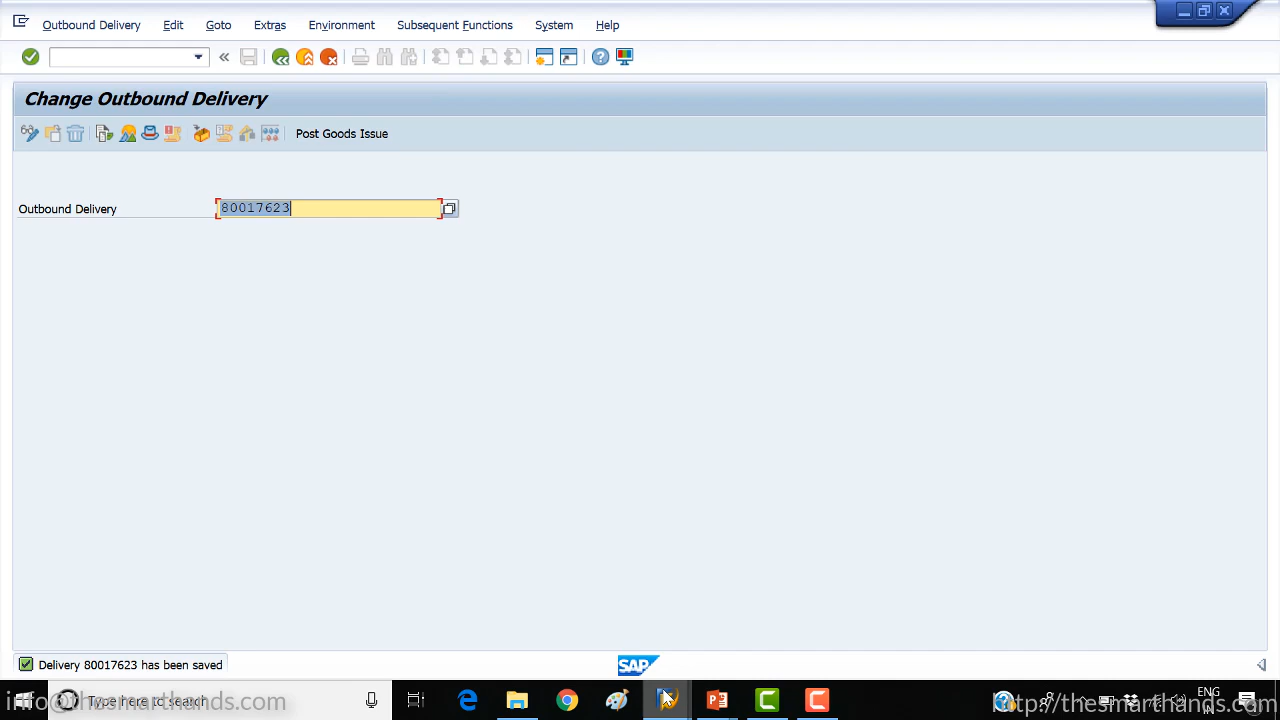 Outbound Delivery Edit Goto Extras Environment Subsequent Functions System Help
Change Outbound Delivery
Post Goods Issue
Outbound Delivery 80017623
Delivery 80017623 has been saved
SAP
Type here to search
ENG
IN
info@thesmarthands.com
http://thesmarthands.com